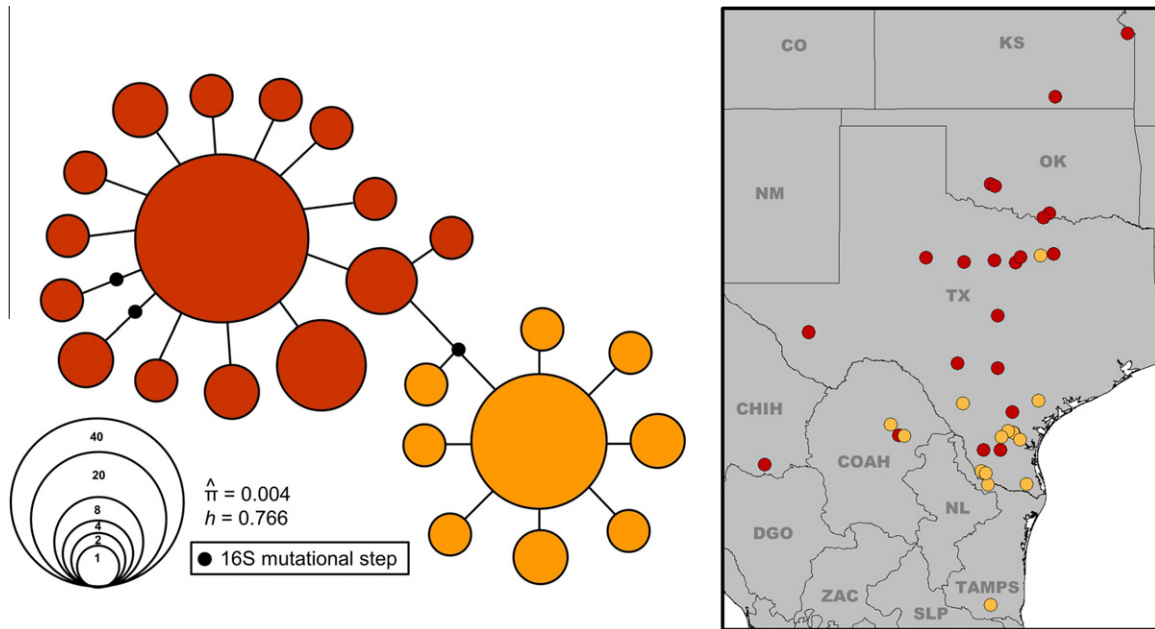 40
20
8
4
2
1
π̂ = 0.004
h = 0.766
16S mutational step
CO
KS
NM
OK
TX
CHIH
COAH
DGO
NL
ZAC
SLP
TAMPS